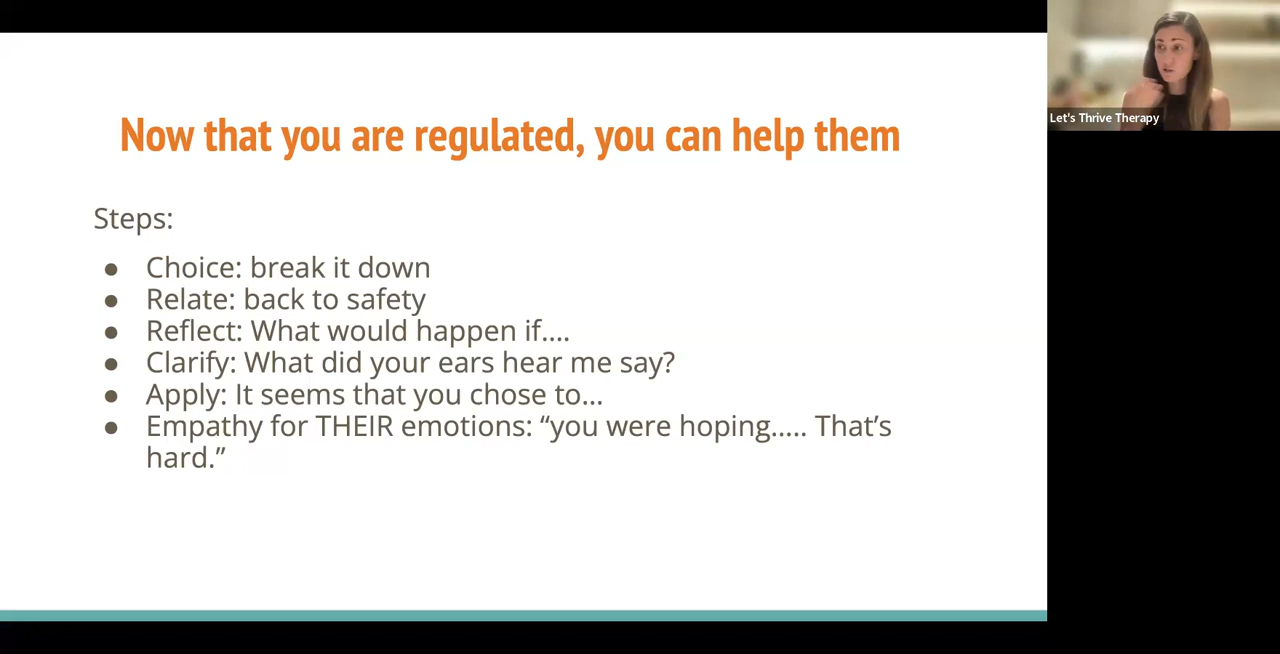 Now that you are regulated, you can help them
Steps:
● Choice: break it down
● Relate: back to safety
● Reflect: What would happen if....
● Clarify: What did your ears hear me say?
● Apply: It seems that you chose to...
● Empathy for THEIR emotions: “you were hoping..... That’s
hard.”
Let's Thrive Therapy